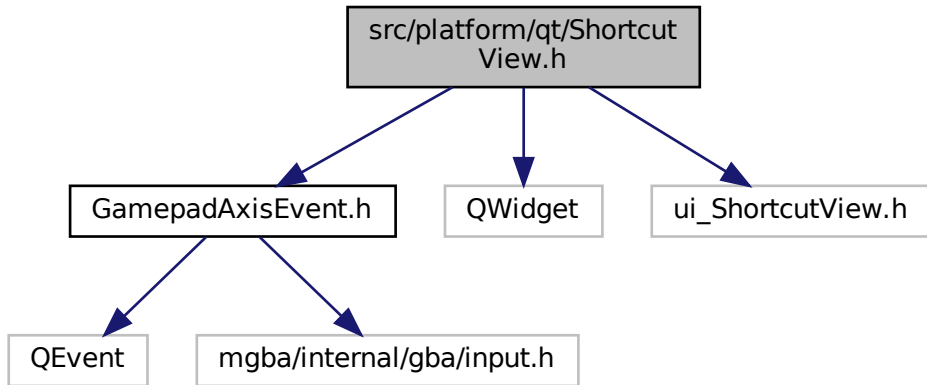 src/platform/qt/Shortcut
View.h
GamepadAxisEvent.h
QWidget
ui_ShortcutView.h
QEvent
mgba/internal/gba/input.h